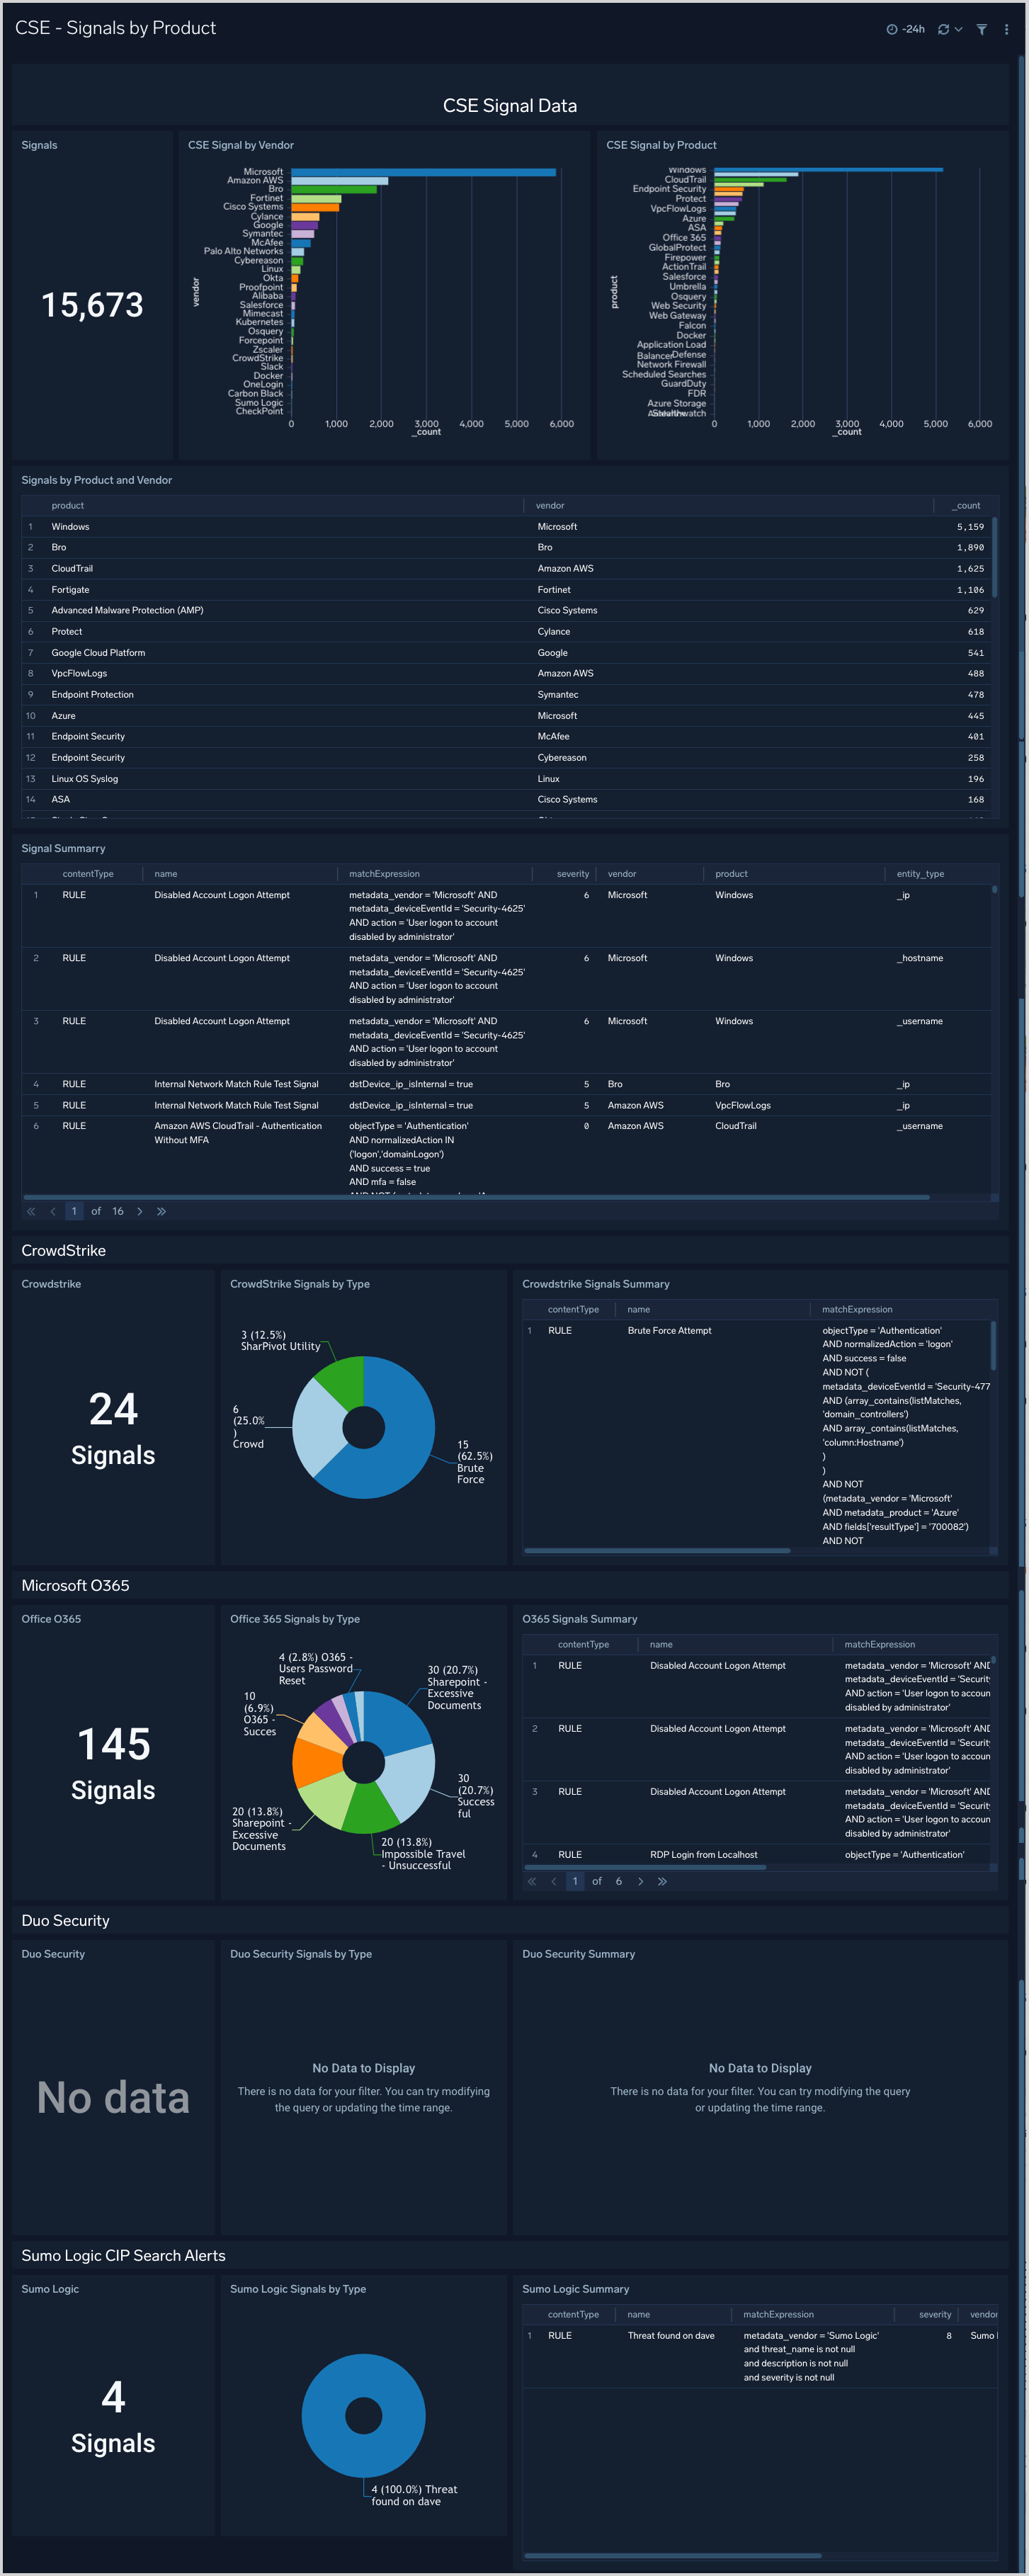 CSE - Signals by Product
-24h
CSE Signal Data
Signals
15,673
CSE Signal by Vendor
vendor
Microsoft
Amazon AWS
Bro
Fortinet
Cisco Systems
Cylance
Google
Symantec
McAfee
Palo Alto Networks
Cybereason
Linux
Okta
Proofpoint
Alibaba
Salesforce
Mimecast
Kubernetes
Osquery
Forcepoint
Zscaler
CrowdStrike
Slack
Docker
OneLogin
Carbon Black
Sumo Logic
CheckPoint
0 1,000 2,000 3,000 4,000 5,000 6,000
_count
CSE Signal by Product
product
Windows
CloudTrail
Endpoint Security
Protect
VpcFlowLogs
Azure
ASA
Office 365
GlobalProtect
Firepower
ActionTrail
Salesforce
Umbrella
Osquery
Web Security
Web Gateway
Falcon
Docker
Application Load
Balancer
Defense
Network Firewall
Scheduled Searches
GuardDuty
FDR
Azure Storage
0 1,000 2,000 3,000 4,000 5,000 6,000
_count
Signals by Product and Vendor
product vendor _count
1 Windows Microsoft 5,159
2 Bro Bro 1,890
3 CloudTrail Amazon AWS 1,625
4 Fortigate Fortinet 1,106
5 Advanced Malware Protection (AMP) Cisco Systems 629
6 Protect Cylance 618
7 Google Cloud Platform Google 541
8 VpcFlowLogs Amazon AWS 488
9 Endpoint Protection Symantec 478
10 Azure Microsoft 445
11 Endpoint Security McAfee 401
12 Endpoint Security Cybereason 258
13 Linux OS Syslog Linux 196
14 ASA Cisco Systems 168
Signal Summarry
contentType name matchExpression severity vendor product entity_type
1 RULE Disabled Account Logon Attempt metadata_vendor = 'Microsoft' AND 6 Microsoft Windows _ip
metadata_deviceEventId = 'Security-4625'
AND action = 'User logon to account
disabled by administrator'
2 RULE Disabled Account Logon Attempt metadata_vendor = 'Microsoft' AND 6 Microsoft Windows _hostname
metadata_deviceEventId = 'Security-4625'
AND action = 'User logon to account
disabled by administrator'
3 RULE Disabled Account Logon Attempt metadata_vendor = 'Microsoft' AND 6 Microsoft Windows _username
metadata_deviceEventId = 'Security-4625'
AND action = 'User logon to account
disabled by administrator'
4 RULE Internal Network Match Rule Test Signal dstDevice_ip_isInternal = true 5 Bro Bro _ip
5 RULE Internal Network Match Rule Test Signal dstDevice_ip_isInternal = true 5 Amazon AWS VpcFlowLogs _ip
6 RULE Amazon AWS CloudTrail - Authentication objectType = 'Authentication' 0 Amazon AWS CloudTrail _username
Without MFA AND normalizedAction IN
('logon','domainLogon')
AND success = true
AND mfa = false
1 of 16
CrowdStrike
Crowdstrike
24
Signals
CrowdStrike Signals by Type
3 (12.5%)
SharPivot Utility
6
(25.0%
)
Crowd
15
(62.5%)
Brute
Force
Crowdstrike Signals Summary
contentType name matchExpression
1 RULE Brute Force Attempt objectType = 'Authentication'
AND normalizedAction = 'logon'
AND success = false
AND NOT (
metadata_deviceEventId = 'Security-477
AND (array_contains(listMatches,
'domain_controllers')
AND array_contains(listMatches,
'column:Hostname')
)
)
AND NOT
(metadata_vendor = 'Microsoft'
AND metadata_product = 'Azure'
AND fields['resultType'] = '700082')
AND NOT
Microsoft O365
Office O365
145
Signals
Office 365 Signals by Type
4 (2.8%) O365 -
Users Password
Reset
30 (20.7%)
Sharepoint -
Excessive
Documents
10
(6.9%)
O365 -
Succes
30
(20.7%)
Success
ful
20 (13.8%)
Sharepoint -
Excessive
Documents
20 (13.8%)
Impossible Travel
- Unsuccessful
O365 Signals Summary
contentType name matchExpression
1 RULE Disabled Account Logon Attempt metadata_vendor = 'Microsoft' AND
metadata_deviceEventId = 'Securit
AND action = 'User logon to accoun
disabled by administrator'
2 RULE Disabled Account Logon Attempt metadata_vendor = 'Microsoft' AND
metadata_deviceEventId = 'Securit
AND action = 'User logon to accoun
disabled by administrator'
3 RULE Disabled Account Logon Attempt metadata_vendor = 'Microsoft' AND
metadata_deviceEventId = 'Securit
AND action = 'User logon to accoun
disabled by administrator'
4 RULE RDP Login from Localhost objectType = 'Authentication'
1 of 6
Duo Security
Duo Security
No data
Duo Security Signals by Type
No Data to Display
There is no data for your filter. You can try modifying
the query or updating the time range.
Duo Security Summary
No Data to Display
There is no data for your filter. You can try modifying the query
or updating the time range.
Sumo Logic CIP Search Alerts
Sumo Logic
4
Signals
Sumo Logic Signals by Type
4 (100.0%) Threat
found on dave
Sumo Logic Summary
contentType name matchExpression severity vendor
1 RULE Threat found on dave metadata_vendor = 'Sumo Logic' 8 Sumo
and threat_name is not null
and description is not null
and severity is not null